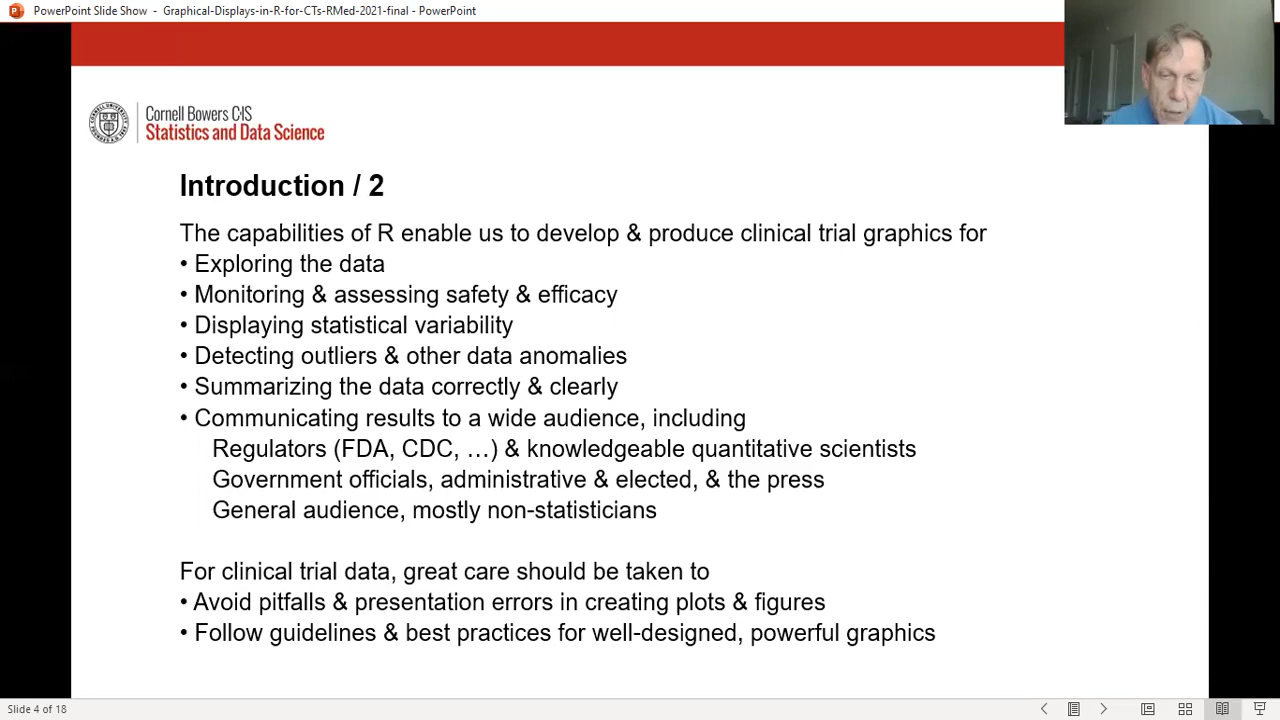 PowerPoint Slide Show - Graphical-Displays-in-R-for-CTs-RMed-2021-final - PowerPoint
Cornell Bowers C·IS
Statistics and Data Science
Introduction / 2
The capabilities of R enable us to develop & produce clinical trial graphics for
• Exploring the data
• Monitoring & assessing safety & efficacy
• Displaying statistical variability
• Detecting outliers & other data anomalies
• Summarizing the data correctly & clearly
• Communicating results to a wide audience, including
Regulators (FDA, CDC, …) & knowledgeable quantitative scientists
Government officials, administrative & elected, & the press
General audience, mostly non-statisticians
For clinical trial data, great care should be taken to
• Avoid pitfalls & presentation errors in creating plots & figures
• Follow guidelines & best practices for well-designed, powerful graphics
Slide 4 of 18